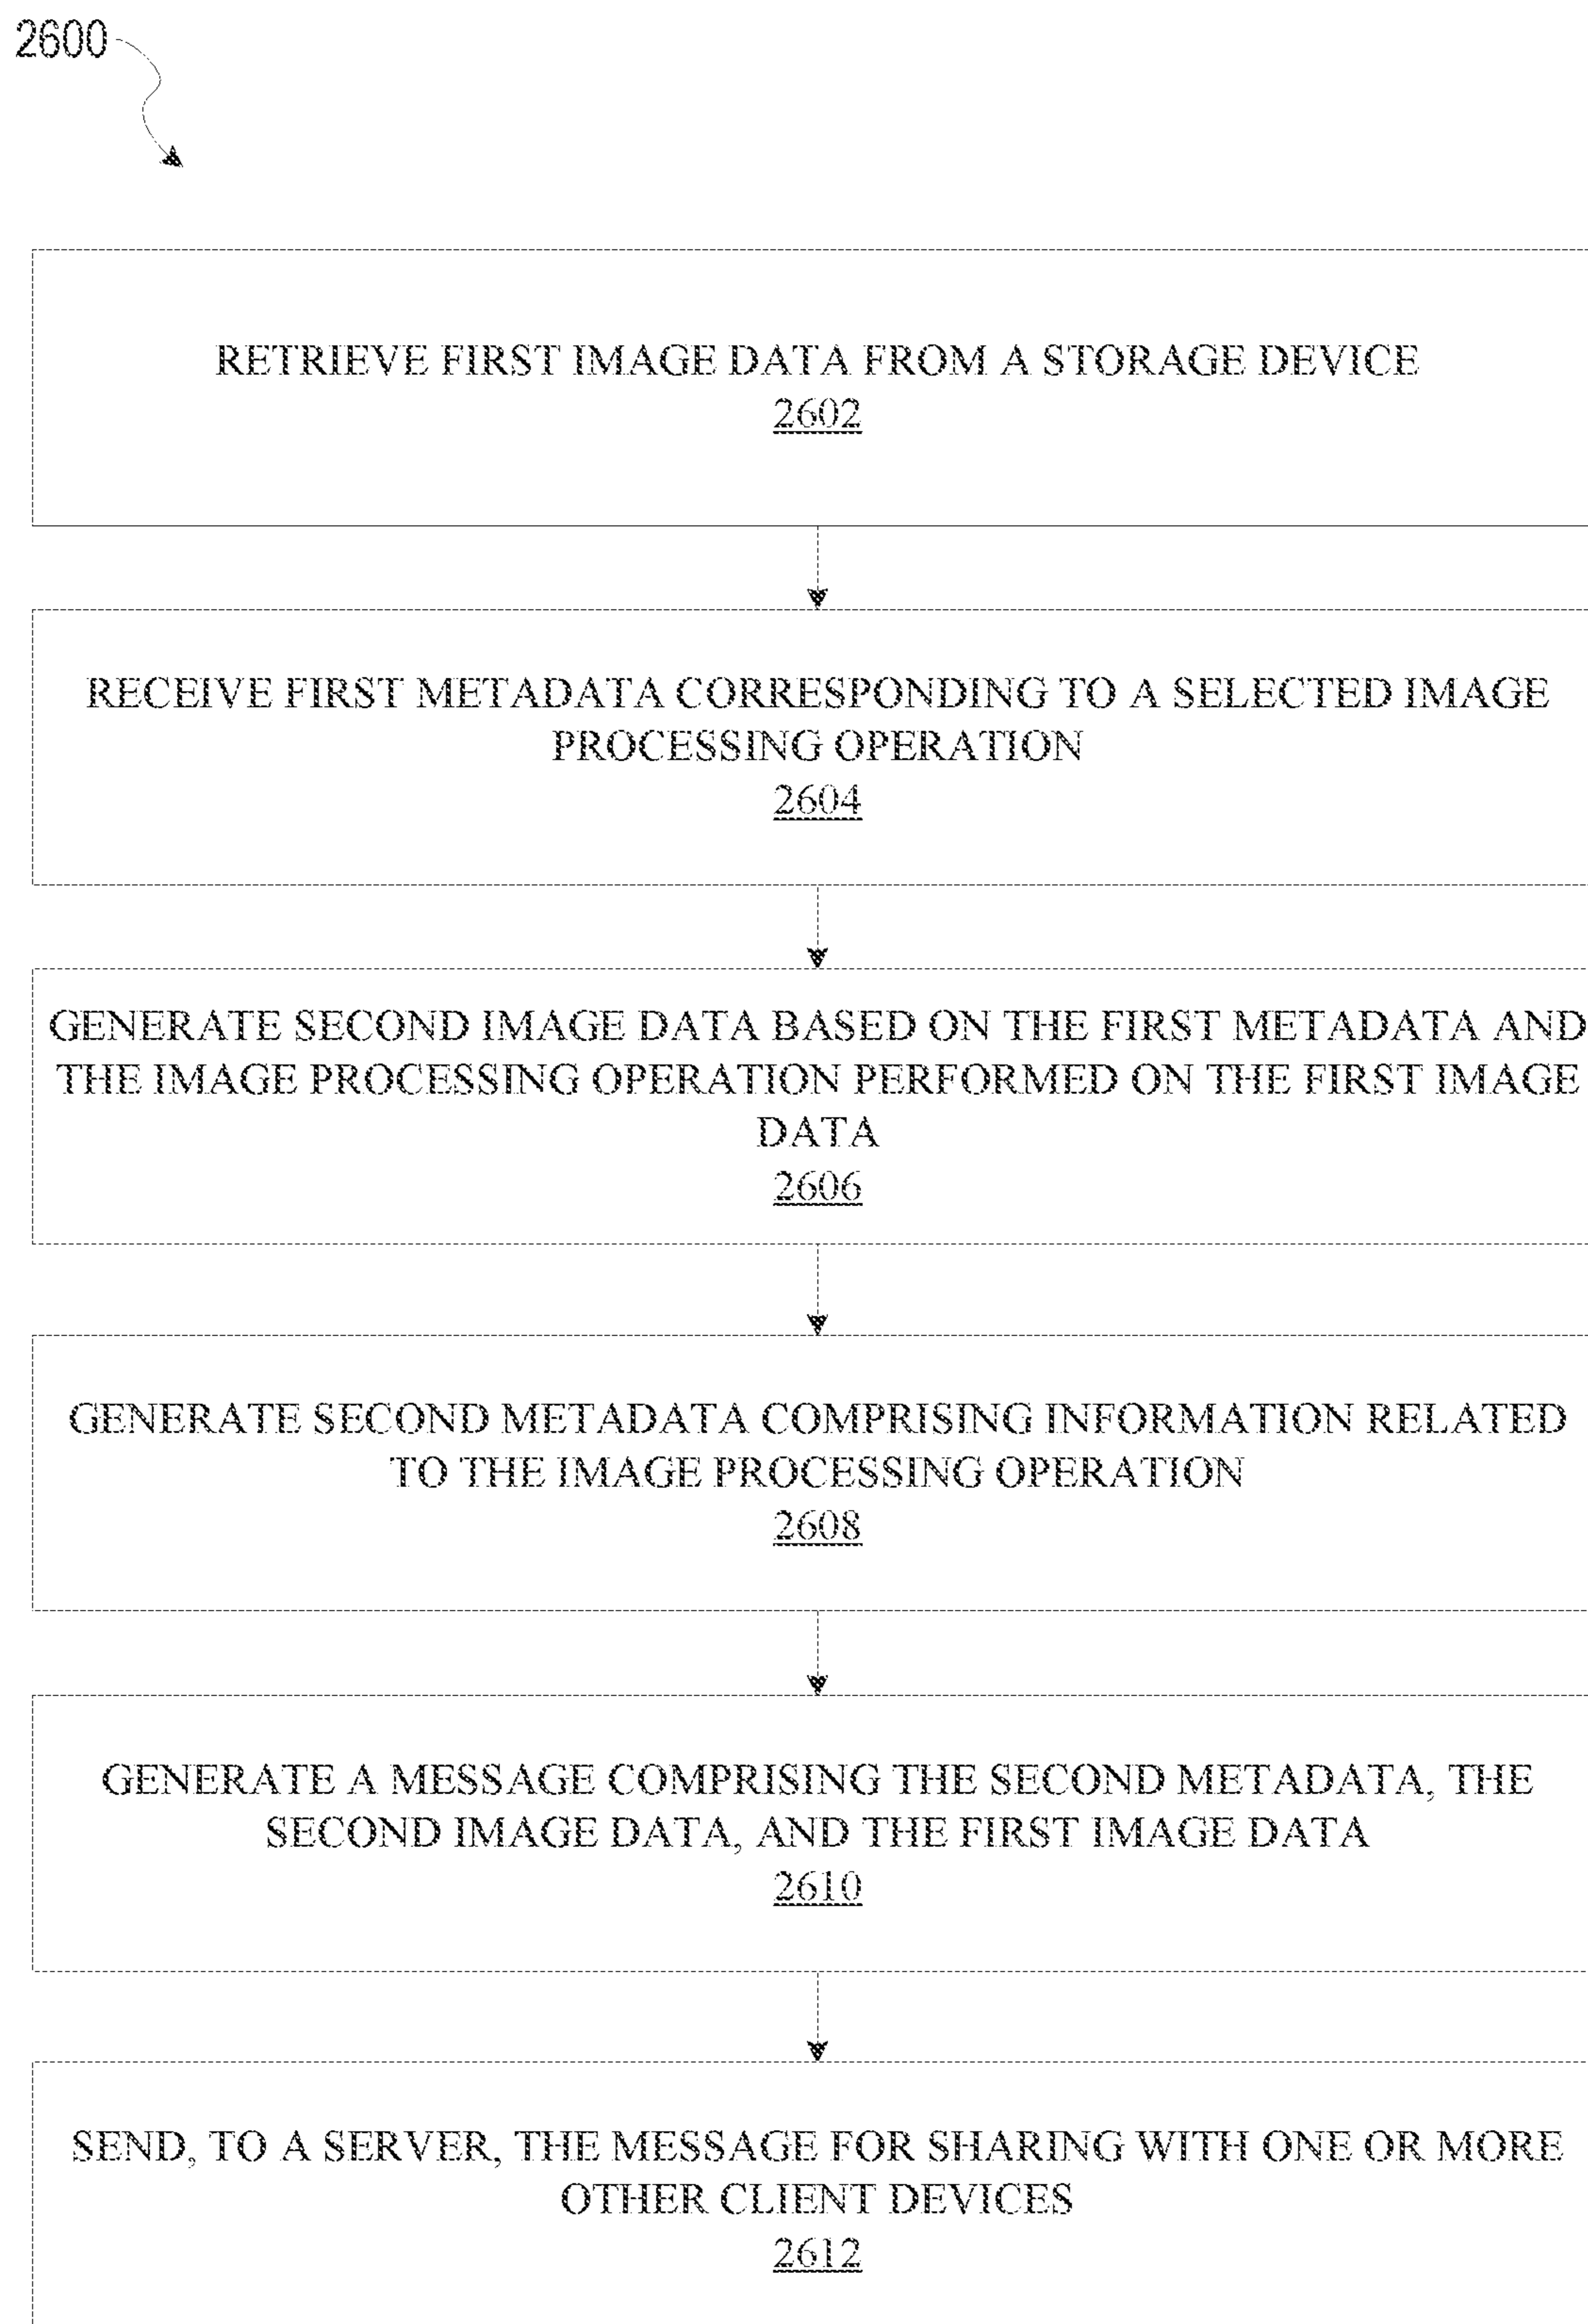 2600
RETRIEVE FIRST IMAGE DATA FROM A STORAGE DEVICE
2602
RECEIVE FIRST METADATA CORRESPONDING TO A SELECTED IMAGE
PROCESSING OPERATION
2604
GENERATE SECOND IMAGE DATA BASED ON THE FIRST METADATA AND
THE IMAGE PROCESSING OPERATION PERFORMED ON THE FIRST IMAGE
DATA
2606
GENERATE SECOND METADATA COMPRISING INFORMATION RELATED
TO THE IMAGE PROCESSING OPERATION
2608
GENERATE A MESSAGE COMPRISING THE SECOND METADATA, THE
SECOND IMAGE DATA, AND THE FIRST IMAGE DATA
2610
SEND, TO A SERVER, THE MESSAGE FOR SHARING WITH ONE OR MORE
OTHER CLIENT DEVICES
2612